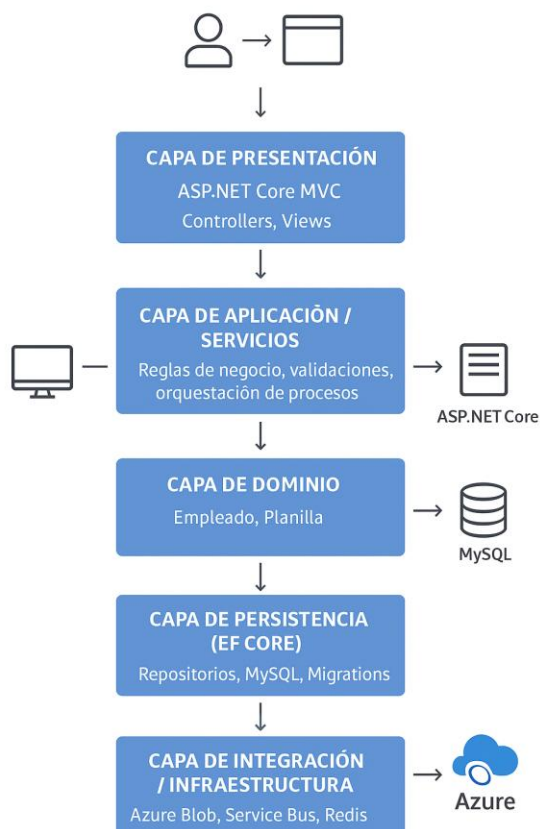 CAPA DE PRESENTACIÓN
ASP.NET Core MVC
Controllers, Views
CAPA DE APLICACIÒN /
SERVICIOS
Reglas de negocio, validaciones,
orquestación de procesos
ASP.NET Core
CAPA DE DOMINIO
Empleado, Planilla
MySQL
CAPA DE PERSISTENCIA
(EF CORE)
Repositorios, MySQL, Migrations
CAPA DE INTEGRACIÓN
/ INFRAESTRUCTURA
Azure Blob, Service Bus, Redis
Azure